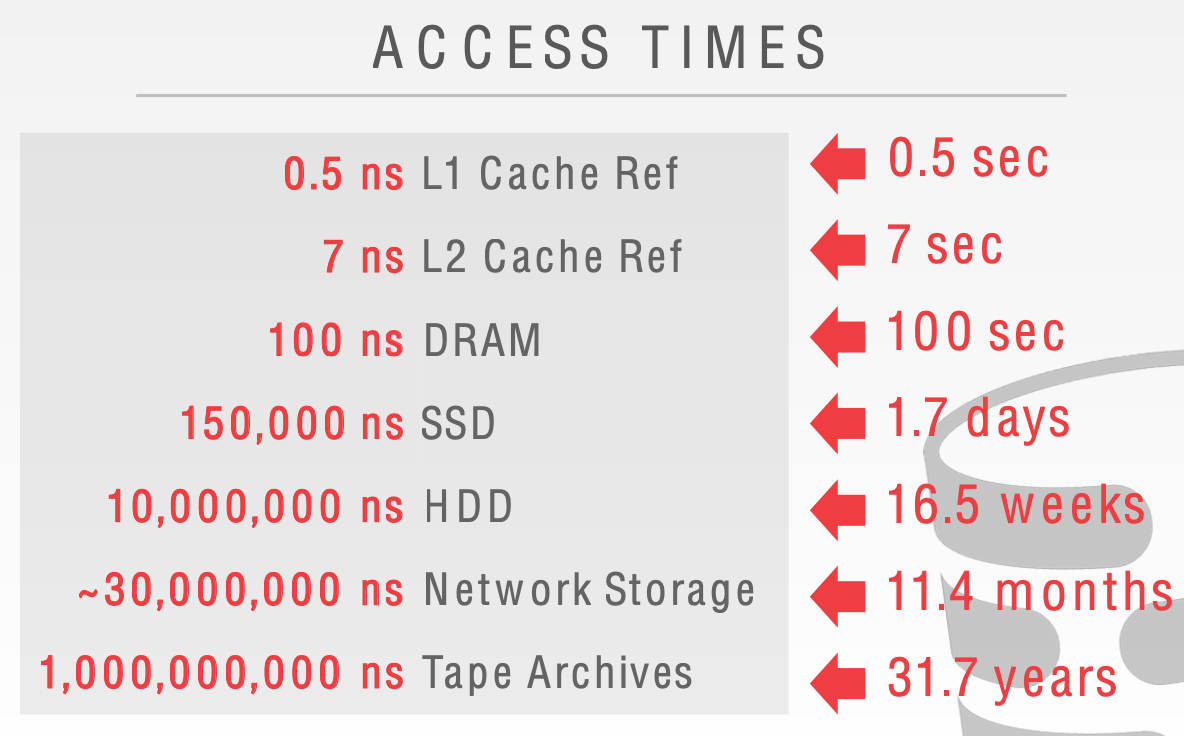 ACCESS TIMES
0.5 ns L1 Cache Ref 0.5 sec
7 ns L2 Cache Ref 7 sec
100 ns DRAM 100 sec
150,000 ns SSD 1.7 days
10,000,000 ns HDD 16.5 weeks
~30,000,000 ns Network Storage 11.4 months
1,000,000,000 ns Tape Archives 31.7 years